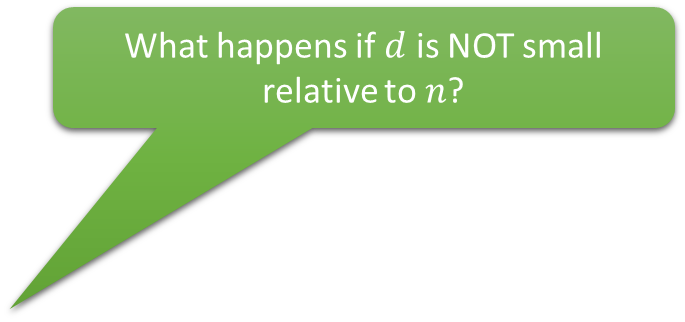 What happens if d is NOT small
relative to n?